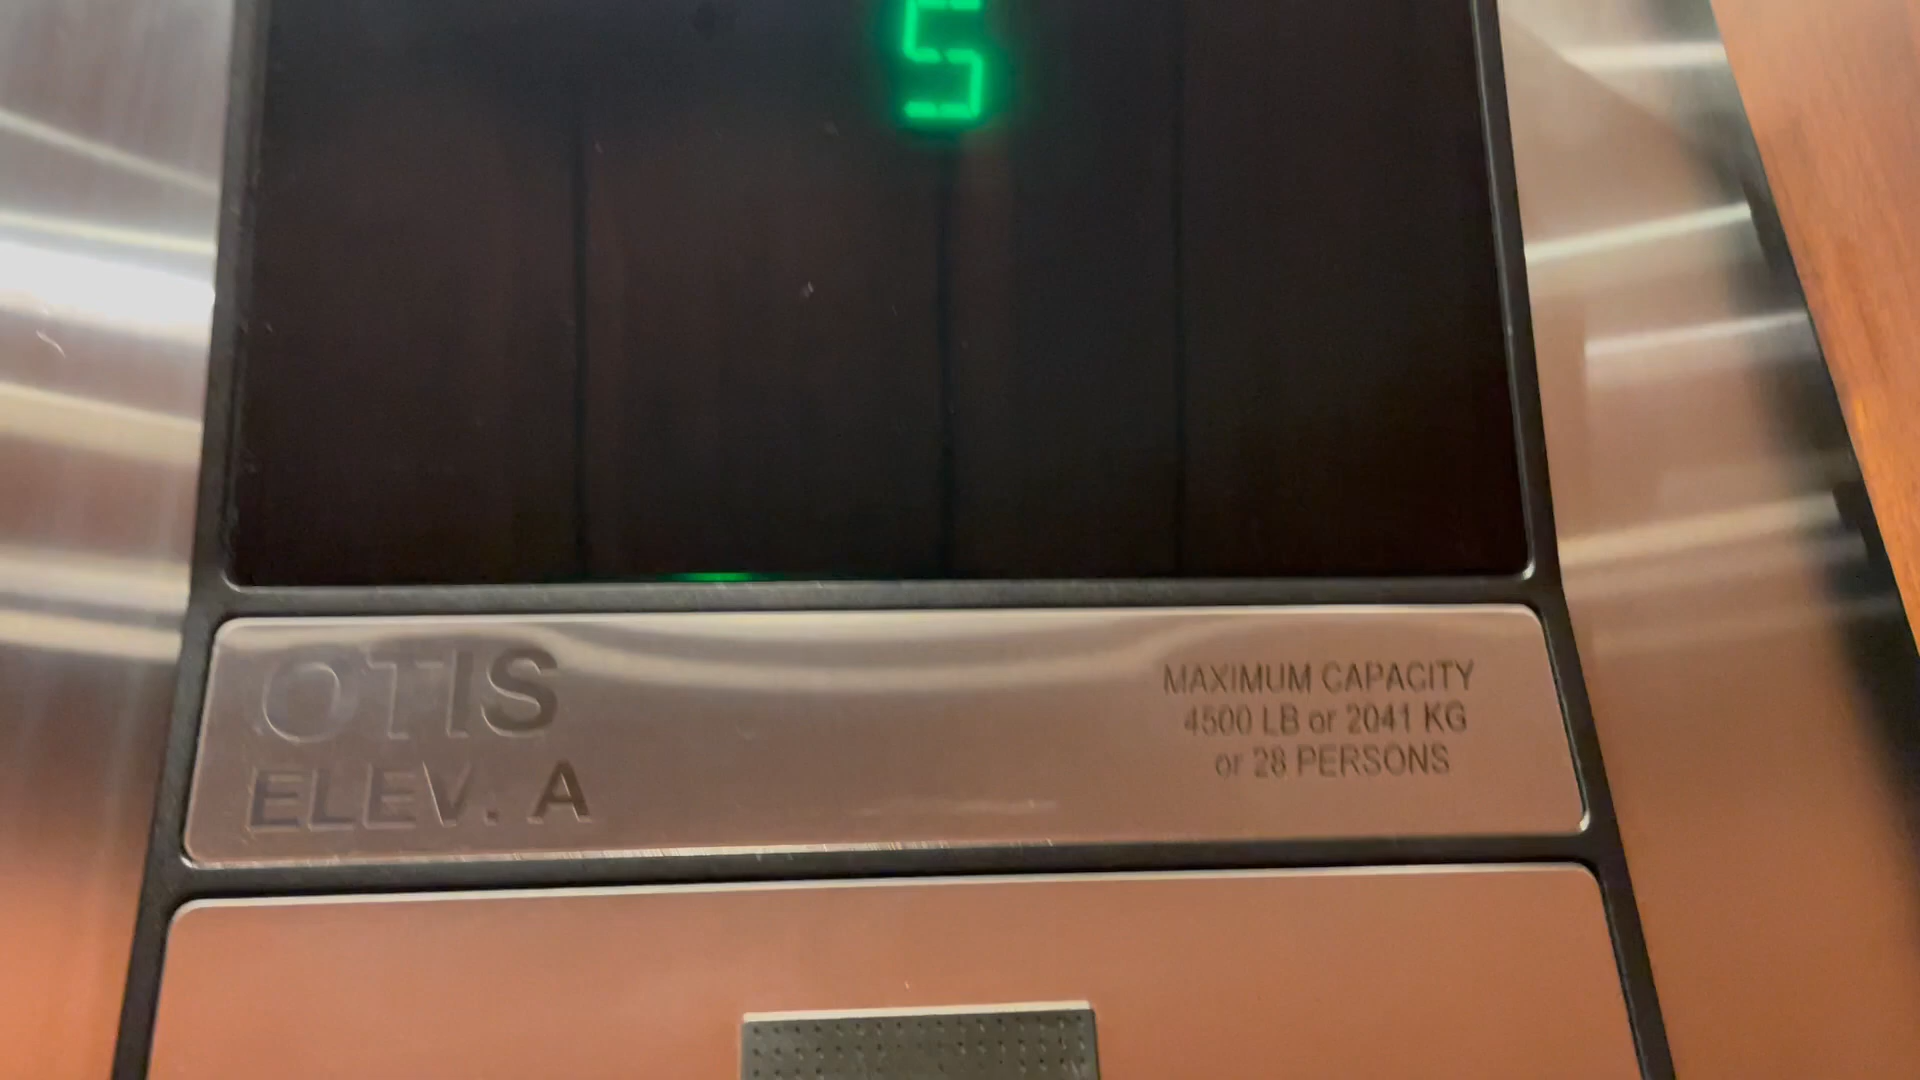 5
OTIS
ELEV. A
MAXIMUM CAPACITY
4500 LB or 2041 KG
or 28 PERSONS